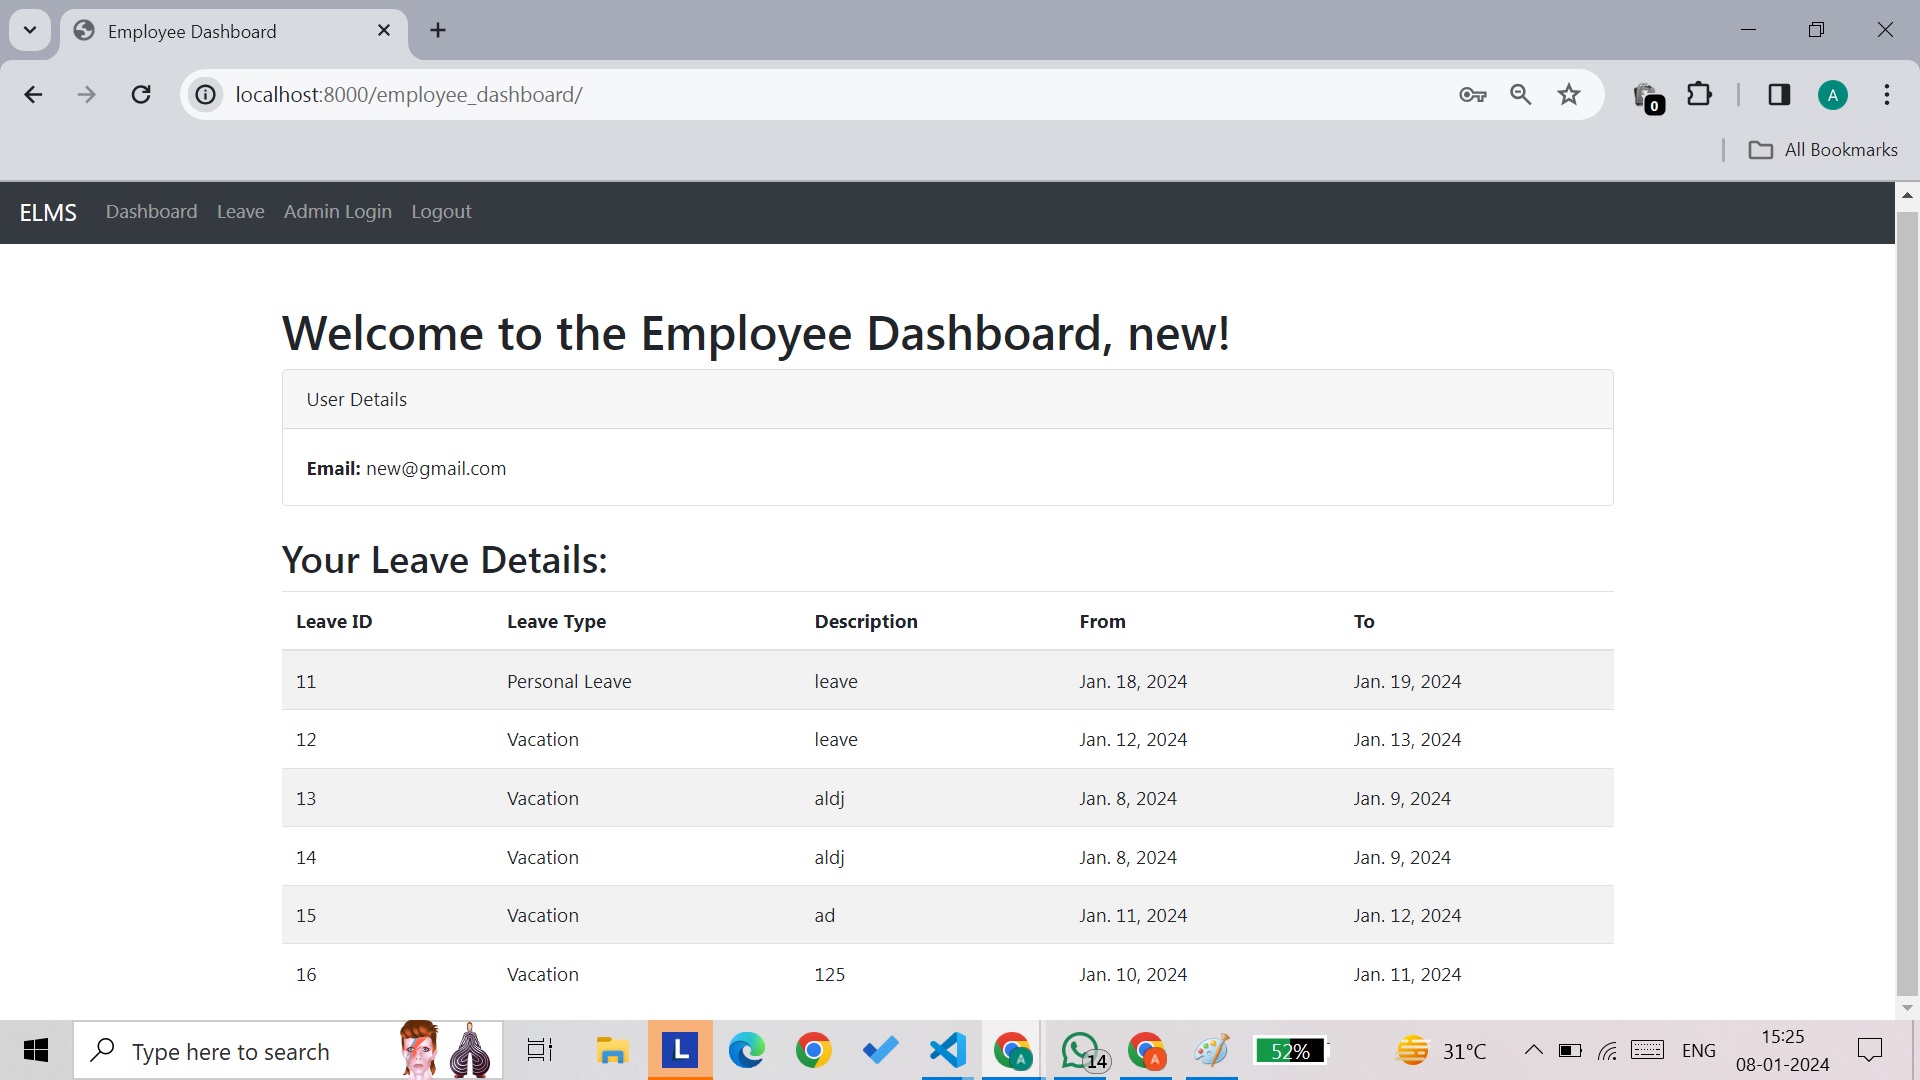 Employee Dashboard
localhost:8000/employee_dashboard/
0
A
All Bookmarks
ELMS Dashboard Leave Admin Login Logout
Welcome to the Employee Dashboard, new!
User Details
Email: new@gmail.com
Your Leave Details:
Leave ID Leave Type Description From To
11 Personal Leave leave Jan. 18, 2024 Jan. 19, 2024
12 Vacation leave Jan. 12, 2024 Jan. 13, 2024
13 Vacation aldj Jan. 8, 2024 Jan. 9, 2024
14 Vacation aldj Jan. 8, 2024 Jan. 9, 2024
15 Vacation ad Jan. 11, 2024 Jan. 12, 2024
16 Vacation 125 Jan. 10, 2024 Jan. 11, 2024
Type here to search
L
A
14
A
52%
31°C
ENG
15:25
08-01-2024